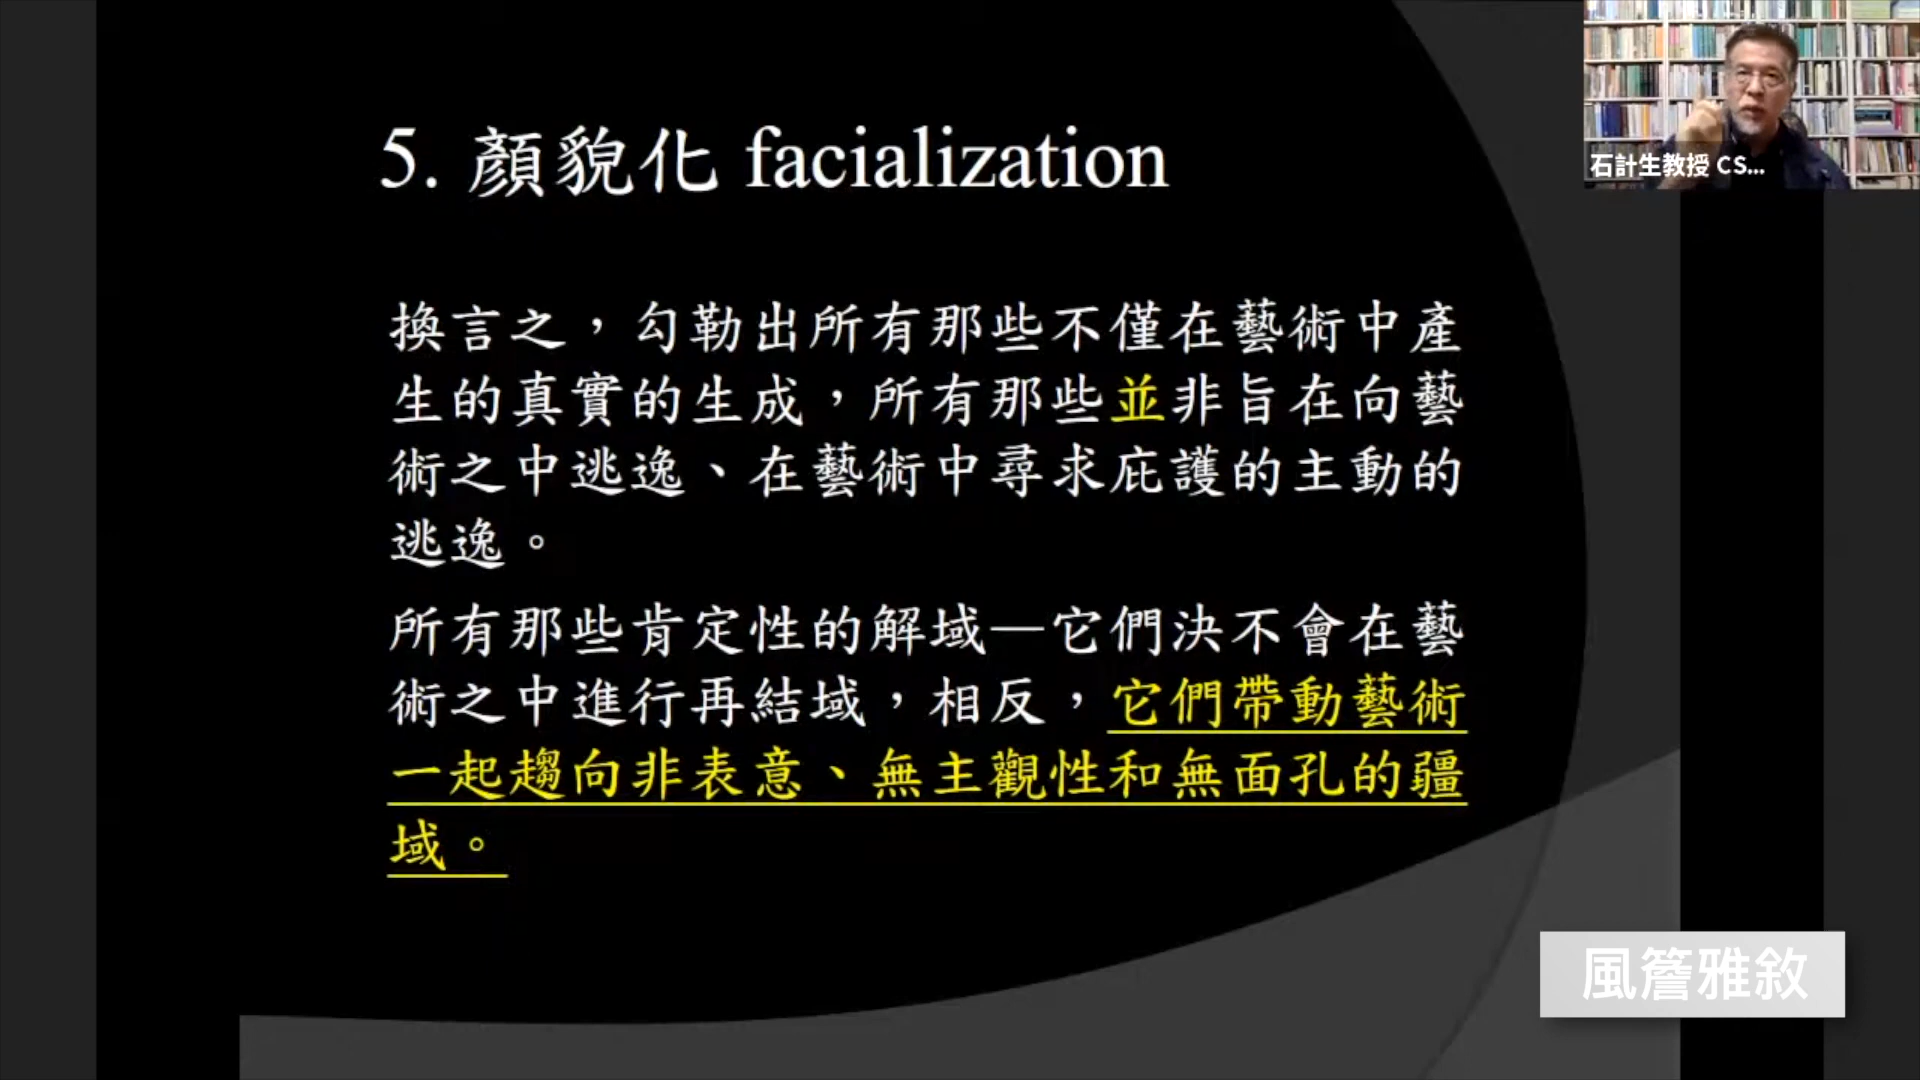 5. 顏貌化 facialization
石計生教授 CS...
換言之，勾勒出所有那些不僅在藝術中產
生的真實的生成，所有那些並非旨在向藝
術之中逃逸、在藝術中尋求庇護的主動的
逃逸。
所有那些肯定性的解域—它們決不會在藝
術之中進行再結域，相反，它們帶動藝術
一起趨向非表意、無主觀性和無面孔的疆
域。
風簷雅敘